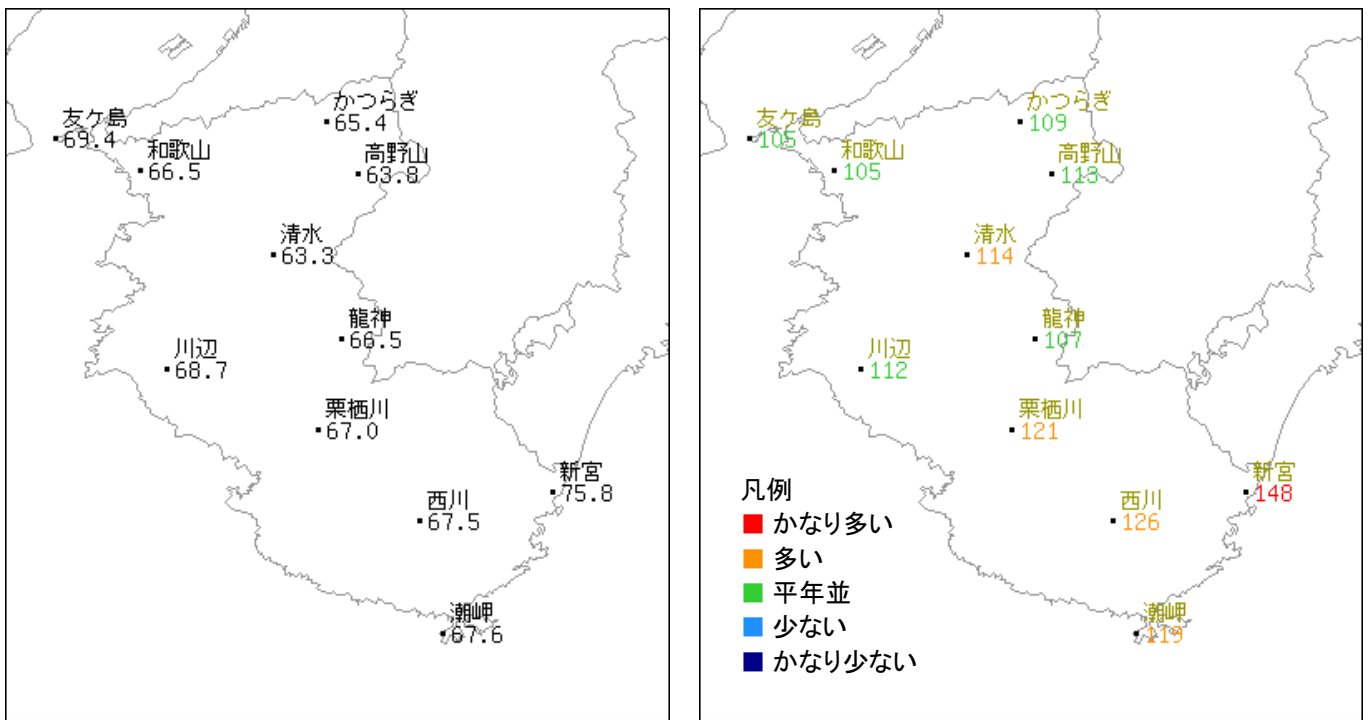 かつらぎ
65.4
友ケ島
69.4
和歌山
66.5
高野山
63.8
清水
63.3
龍神
66.5
川辺
68.7
栗栖川
67.0
新宮
75.8
西川
67.5
潮岬
67.6
かつらぎ
109
友ケ島
105
和歌山
105
高野山
113
清水
114
龍神
107
川辺
112
栗栖川
121
新宮
148
西川
126
潮岬
119
凡例
かなり多い
多い
平年並
少ない
かなり少ない